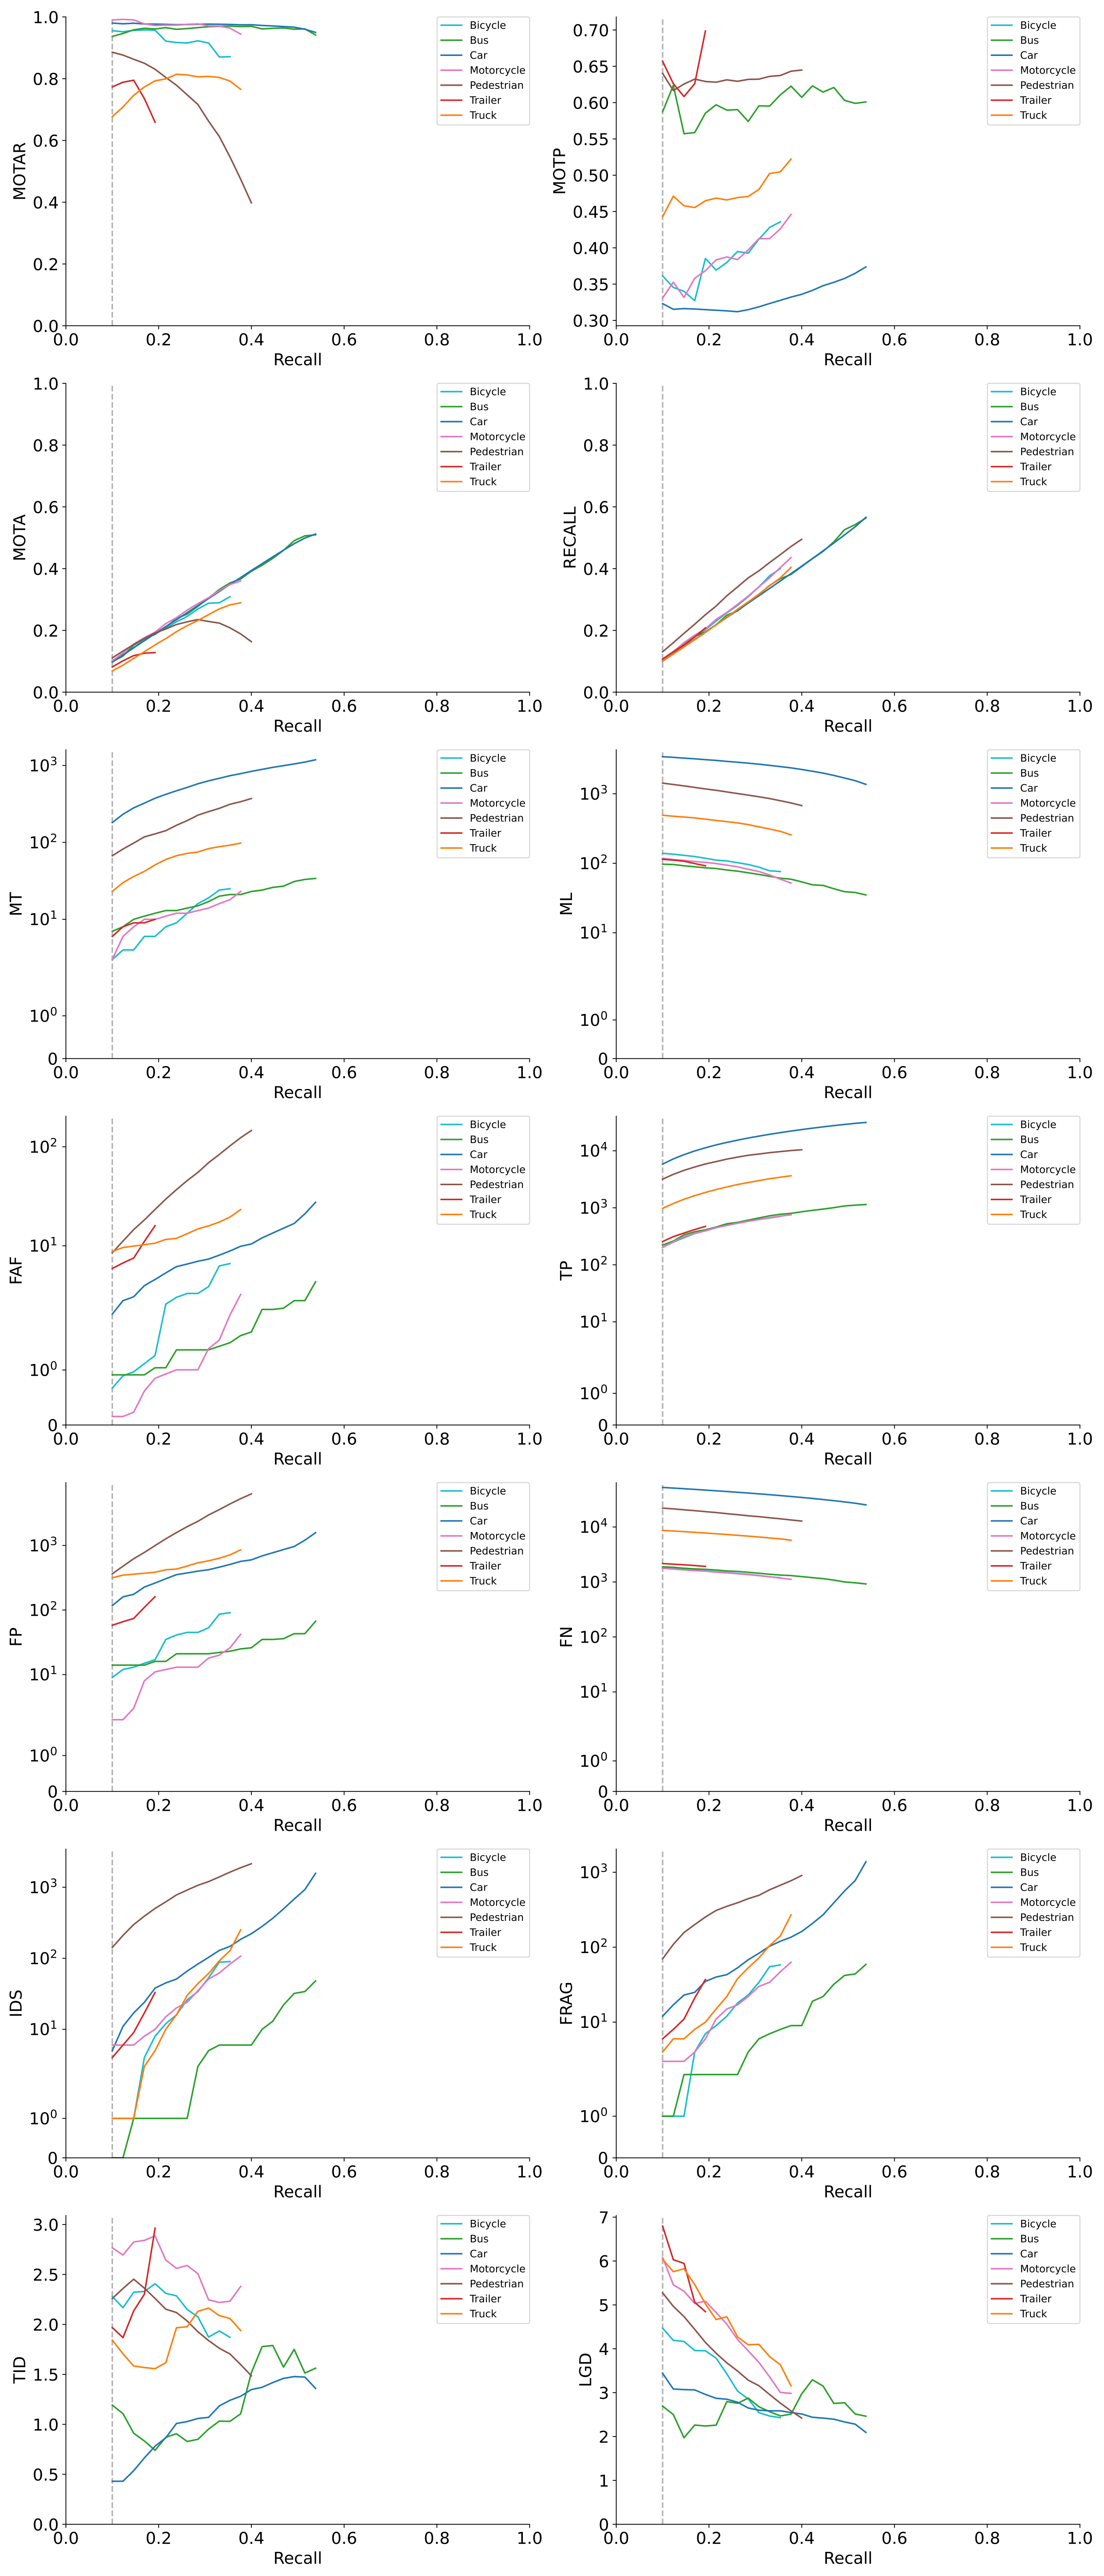 MOTAR
1.0
0.8
0.6
0.4
0.2
0.0
Bicycle
Bus
Car
Motorcycle
Pedestrian
Trailer
Truck
0.0 0.2 0.4 0.6 0.8 1.0
Recall
MOTP
0.70
0.65
0.60
0.55
0.50
0.45
0.40
0.35
0.30
Bicycle
Bus
Car
Motorcycle
Pedestrian
Trailer
Truck
0.0 0.2 0.4 0.6 0.8 1.0
Recall
MOTA
1.0
0.8
0.6
0.4
0.2
0.0
Bicycle
Bus
Car
Motorcycle
Pedestrian
Trailer
Truck
0.0 0.2 0.4 0.6 0.8 1.0
Recall
RECALL
1.0
0.8
0.6
0.4
0.2
0.0
Bicycle
Bus
Car
Motorcycle
Pedestrian
Trailer
Truck
0.0 0.2 0.4 0.6 0.8 1.0
Recall
MT
10³
10²
10¹
10⁰
0
Bicycle
Bus
Car
Motorcycle
Pedestrian
Trailer
Truck
0.0 0.2 0.4 0.6 0.8 1.0
Recall
ML
10³
10²
10¹
10⁰
0
Bicycle
Bus
Car
Motorcycle
Pedestrian
Trailer
Truck
0.0 0.2 0.4 0.6 0.8 1.0
Recall
FAF
10²
10¹
10⁰
0
Bicycle
Bus
Car
Motorcycle
Pedestrian
Trailer
Truck
0.0 0.2 0.4 0.6 0.8 1.0
Recall
TP
10⁴
10³
10²
10¹
10⁰
0
Bicycle
Bus
Car
Motorcycle
Pedestrian
Trailer
Truck
0.0 0.2 0.4 0.6 0.8 1.0
Recall
FP
10³
10²
10¹
10⁰
0
Bicycle
Bus
Car
Motorcycle
Pedestrian
Trailer
Truck
0.0 0.2 0.4 0.6 0.8 1.0
Recall
FN
10⁴
10³
10²
10¹
10⁰
0
Bicycle
Bus
Car
Motorcycle
Pedestrian
Trailer
Truck
0.0 0.2 0.4 0.6 0.8 1.0
Recall
IDS
10³
10²
10¹
10⁰
0
Bicycle
Bus
Car
Motorcycle
Pedestrian
Trailer
Truck
0.0 0.2 0.4 0.6 0.8 1.0
Recall
FRAG
10³
10²
10¹
10⁰
0
Bicycle
Bus
Car
Motorcycle
Pedestrian
Trailer
Truck
0.0 0.2 0.4 0.6 0.8 1.0
Recall
TID
3.0
2.5
2.0
1.5
1.0
0.5
0.0
Bicycle
Bus
Car
Motorcycle
Pedestrian
Trailer
Truck
0.0 0.2 0.4 0.6 0.8 1.0
Recall
LGD
7
6
5
4
3
2
1
0
Bicycle
Bus
Car
Motorcycle
Pedestrian
Trailer
Truck
0.0 0.2 0.4 0.6 0.8 1.0
Recall